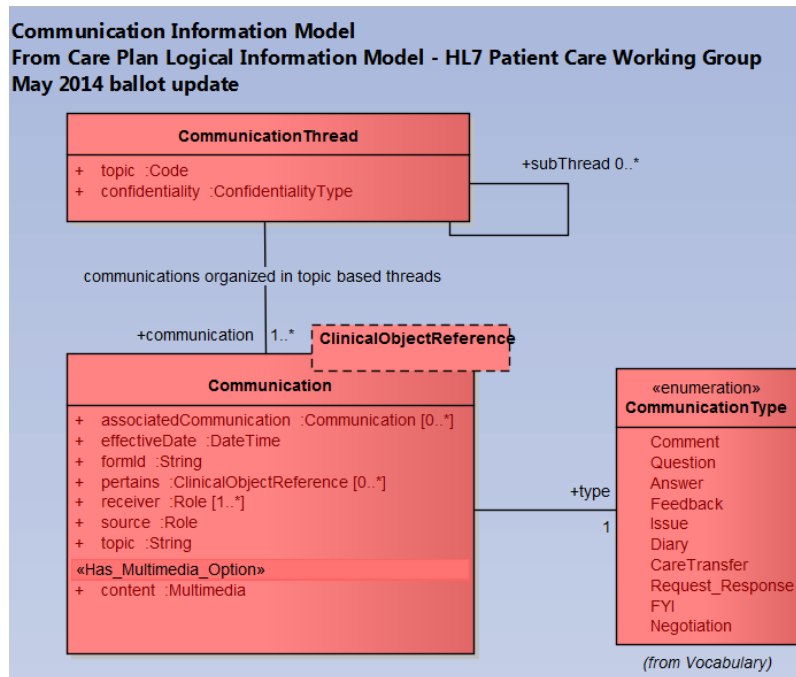 Communication Information Model
From Care Plan Logical Information Model - HL7 Patient Care Working Group
May 2014 ballot update
CommunicationThread
+ topic :Code
+ confidentiality :ConfidentialityType
+subThread 0..*
communications organized in topic based threads
+communication 1..*
ClinicalObjectReference
Communication
+ associatedCommunication :Communication [0..*]
+ effectiveDate :DateTime
+ formId :String
+ pertains :ClinicalObjectReference [0..*]
+ receiver :Role [1..*]
+ source :Role
+ topic :String
«Has_Multimedia_Option»
+ content :Multimedia
+type
1
«enumeration»
CommunicationType
Comment
Question
Answer
Feedback
Issue
Diary
CareTransfer
Request_Response
FYI
Negotiation
(from Vocabulary)